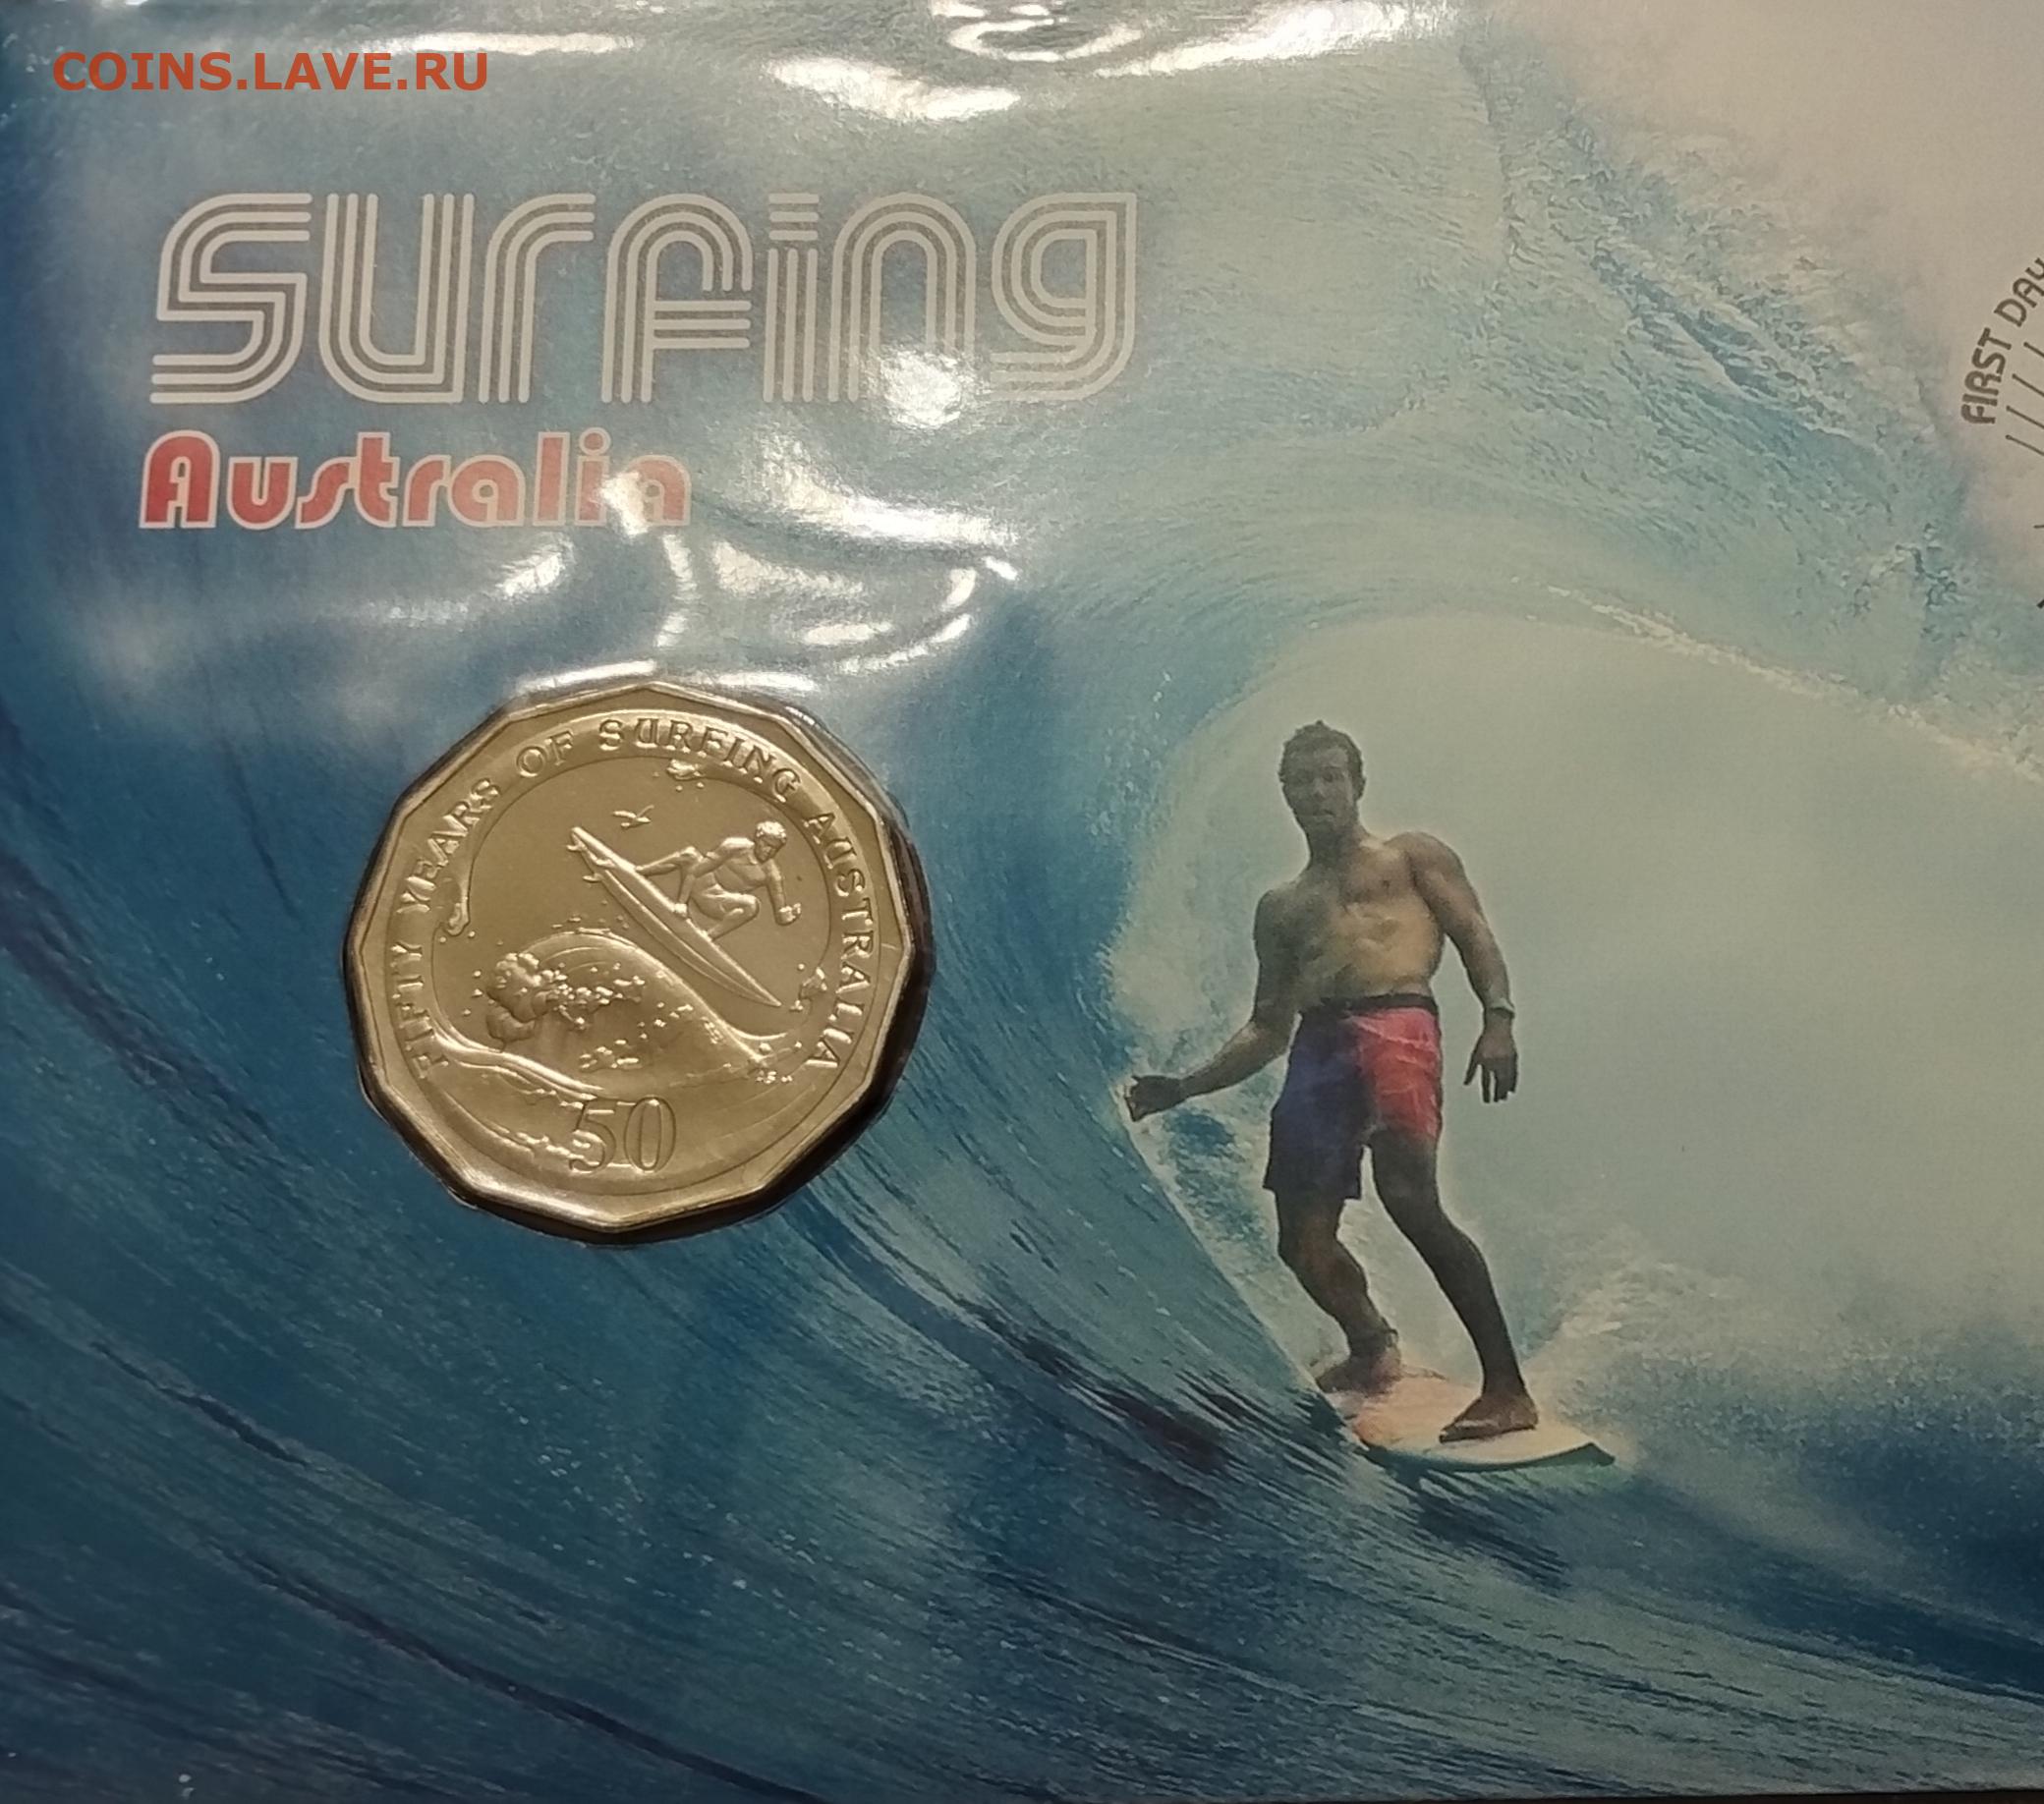 COINS.LAVE.RU
surfing
Australia
FIRST DAY
FIFTY YEARS OF SURFING AUSTRALIA
50